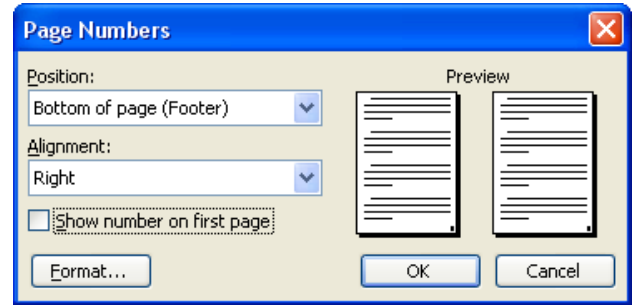 Page Numbers
Position:
Preview
Bottom of page (Footer)
Alignment:
Right
Show number on first page
Format...
OK
Cancel